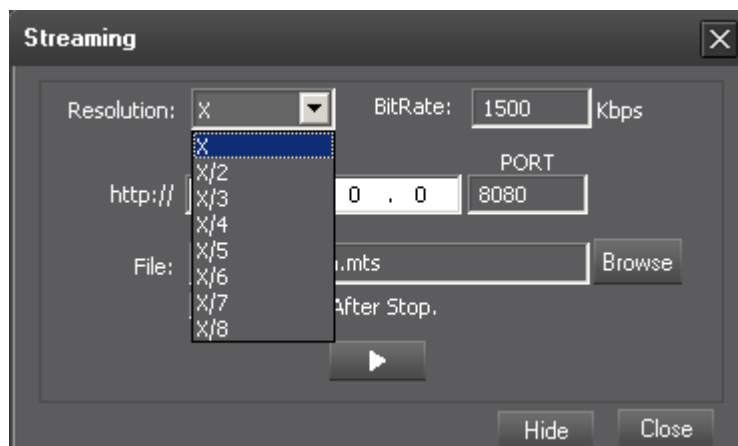 Streaming
Resolution: X BitRate: 1500 Kbps
X
X/2
X/3
X/4
X/5
X/6
X/7
X/8
PORT
http:// 0 . 0 8080
File: .mts Browse
After Stop.
Hide Close